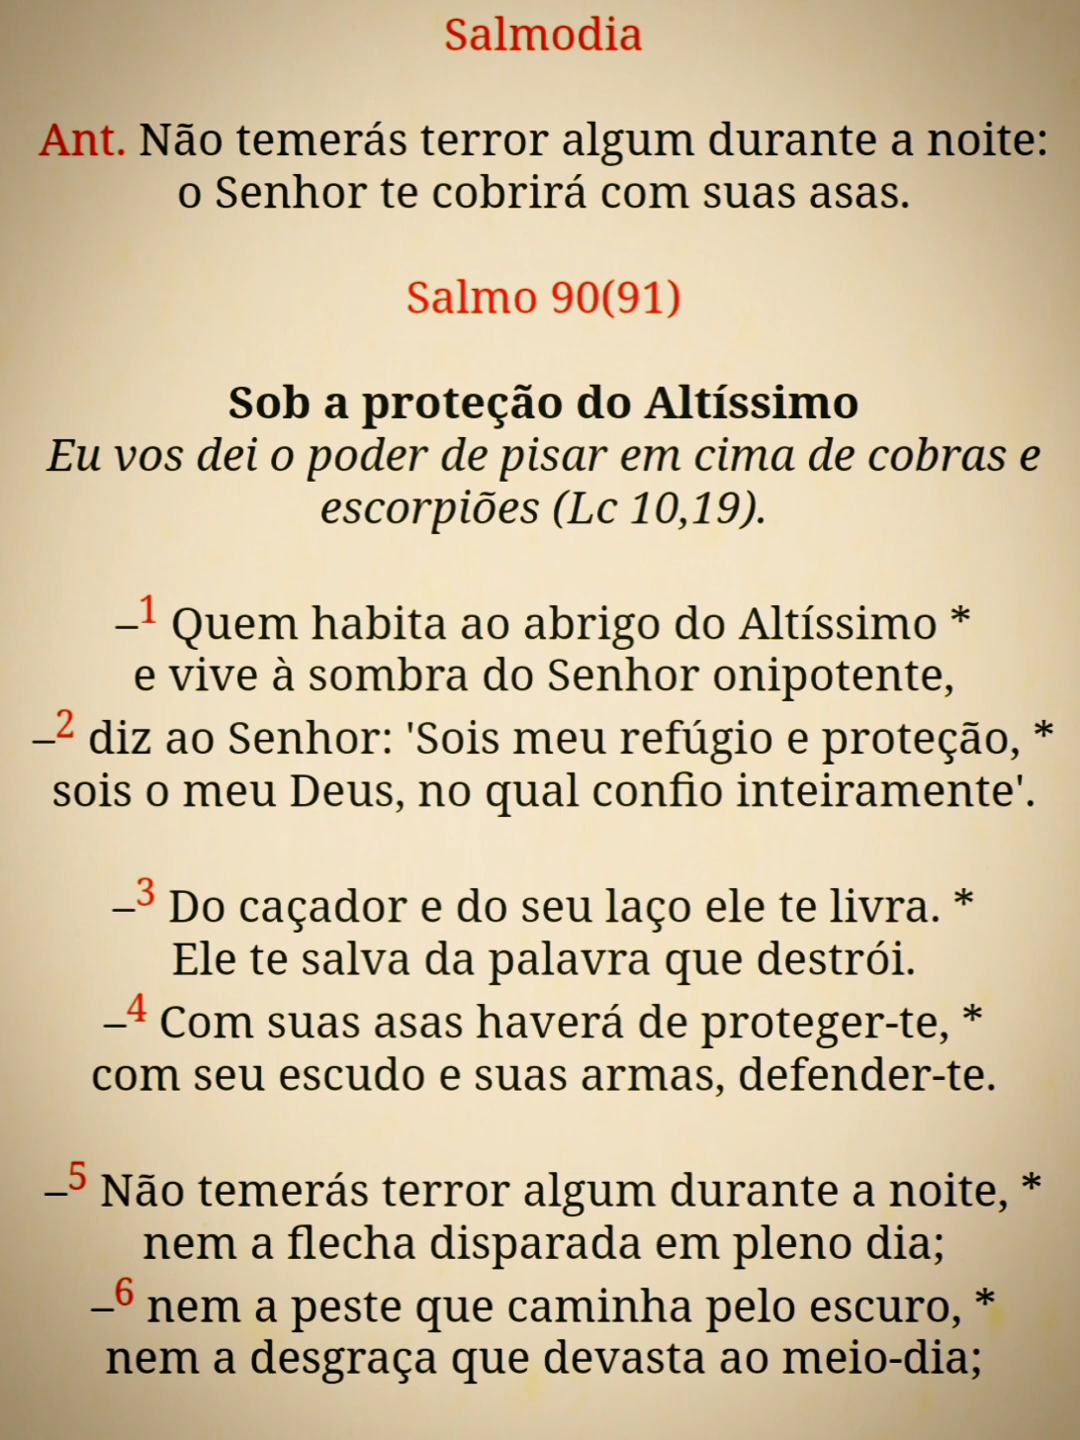 Salmodia
Ant. Não temerás terror algum durante a noite:
o Senhor te cobrirá com suas asas.
Salmo 90(91)
Sob a proteção do Altíssimo
Eu vos dei o poder de pisar em cima de cobras e
escorpiões (Lc 10,19).
–1 Quem habita ao abrigo do Altíssimo *
e vive à sombra do Senhor onipotente,
–2 diz ao Senhor: 'Sois meu refúgio e proteção, *
sois o meu Deus, no qual confio inteiramente'.
–3 Do caçador e do seu laço ele te livra. *
Ele te salva da palavra que destrói.
–4 Com suas asas haverá de proteger-te, *
com seu escudo e suas armas, defender-te.
–5 Não temerás terror algum durante a noite, *
nem a flecha disparada em pleno dia;
–6 nem a peste que caminha pelo escuro, *
nem a desgraça que devasta ao meio-dia;